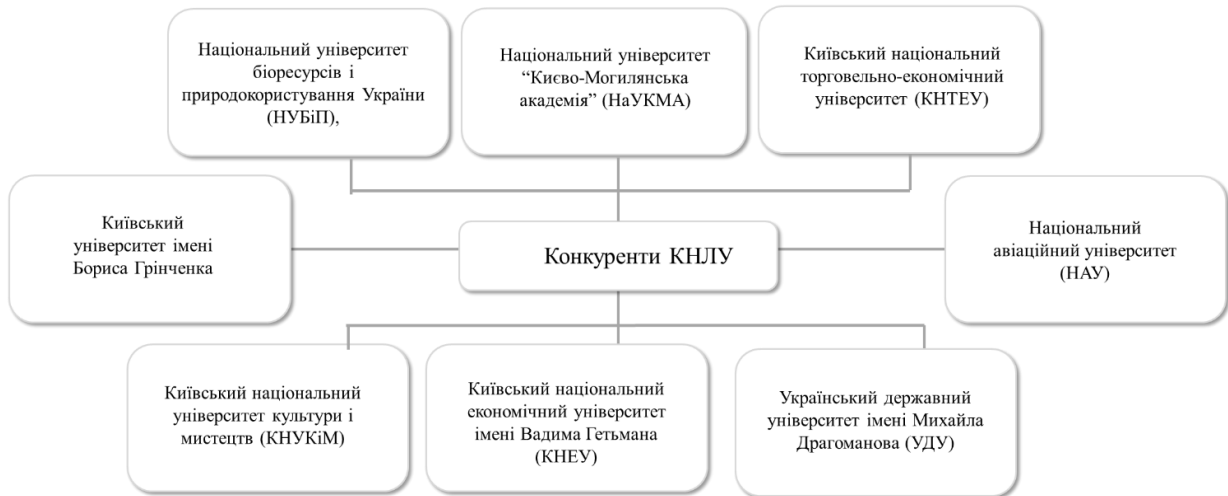 Національний університет
біоресурсів і
природокористування України
(НУБіП),
Національний університет
“Києво-Могилянська
академія” (НаУКМА)
Київський національний
торговельно-економічний
університет (КНТЕУ)
Київський
університет імені
Бориса Грінченка
Конкуренти КНЛУ
Національний
авіаційний університет
(НАУ)
Київський національний
університет культури і
мистецтв (КНУКіМ)
Київський національний
економічний університет
імені Вадима Гетьмана
(КНЕУ)
Український державний
університет імені Михайла
Драгоманова (УДУ)